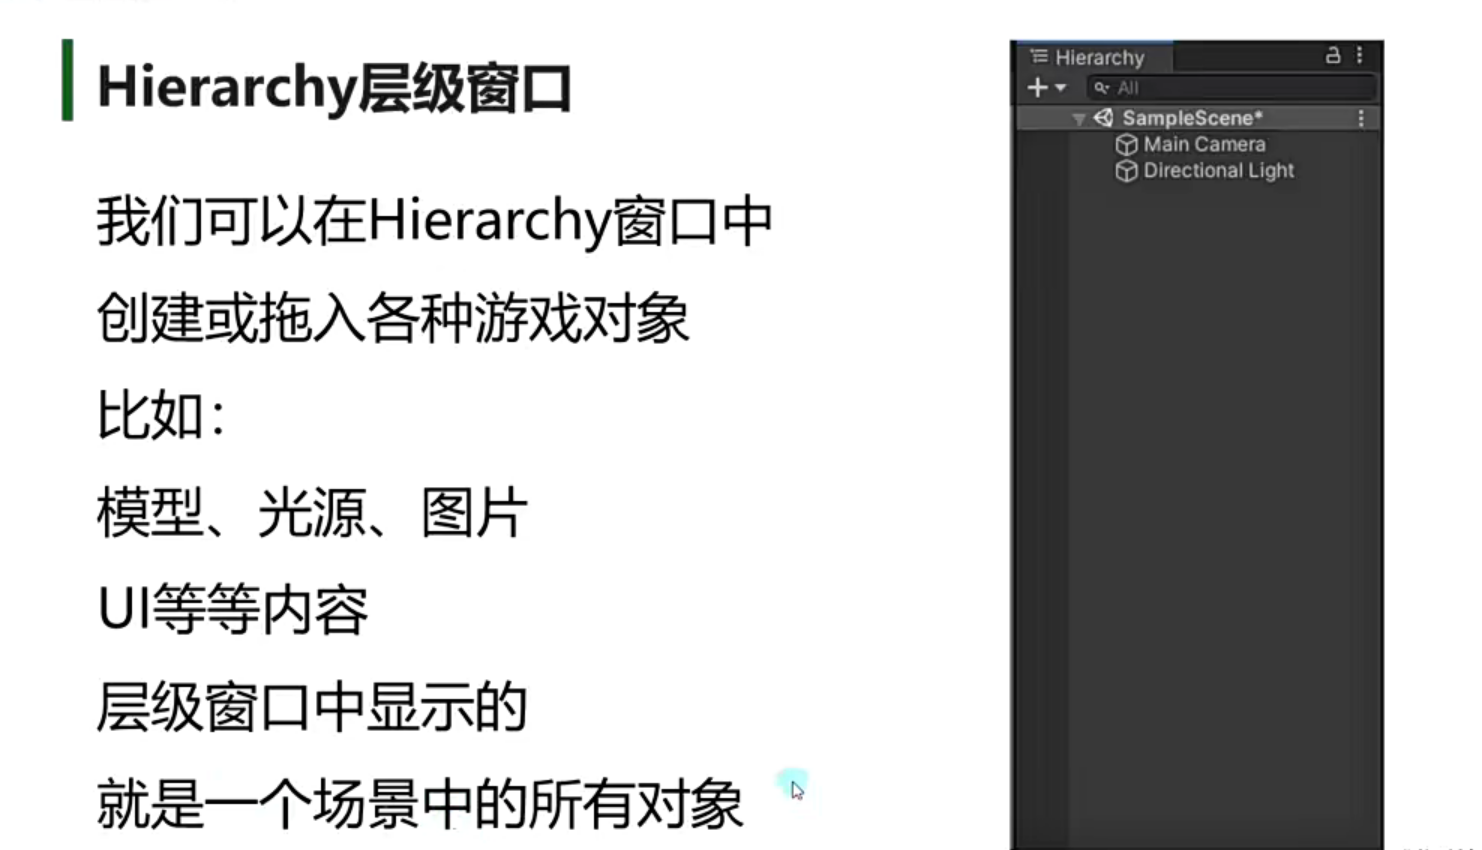 Hierarchy层级窗口
我们可以在Hierarchy窗口中
创建或拖入各种游戏对象
比如：
模型、光源、图片
UI等等内容
层级窗口中显示的
就是一个场景中的所有对象
Hierarchy
All
SampleScene*
Main Camera
Directional Light